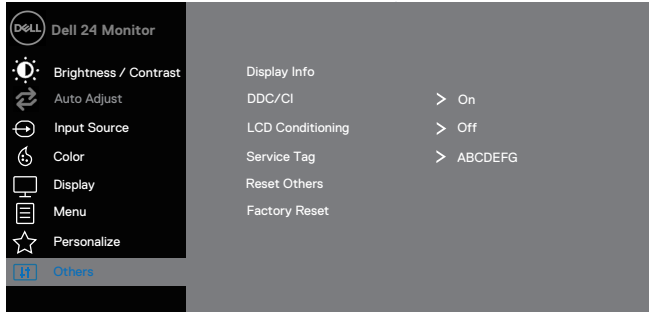 DELL Dell 24 Monitor
Brightness / Contrast
Auto Adjust
Input Source
Color
Display
Menu
Personalize
Others
Display Info
DDC/CI > On
LCD Conditioning > Off
Service Tag > ABCDEFG
Reset Others
Factory Reset